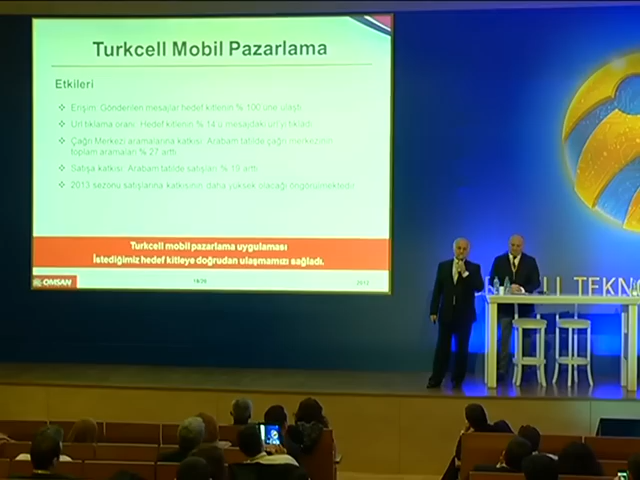 Turkcell Mobil Pazarlama
Etkileri
Erişim: Gönderilen mesajlar hedef kitlenin % 100'üne ulaştı.
Url tıklama oranı: Hedef kitlenin % 14'ü mesajdaki url'yi tıkladı.
Çağrı Merkezi aramalarına katkısı: Arabam tatilde çağrı merkezinin
toplam aramaları % 27 arttı.
Satışa katkısı: Arabam tatilde satışları % 19 arttı.
2013 sezonu satışlarına katkısının daha yüksek olacağı öngörülmektedir.
Turkcell mobil pazarlama uygulaması
İstediğimiz hedef kitleye doğrudan ulaşmamızı sağladı.
OMSAN
2012
TEKNO